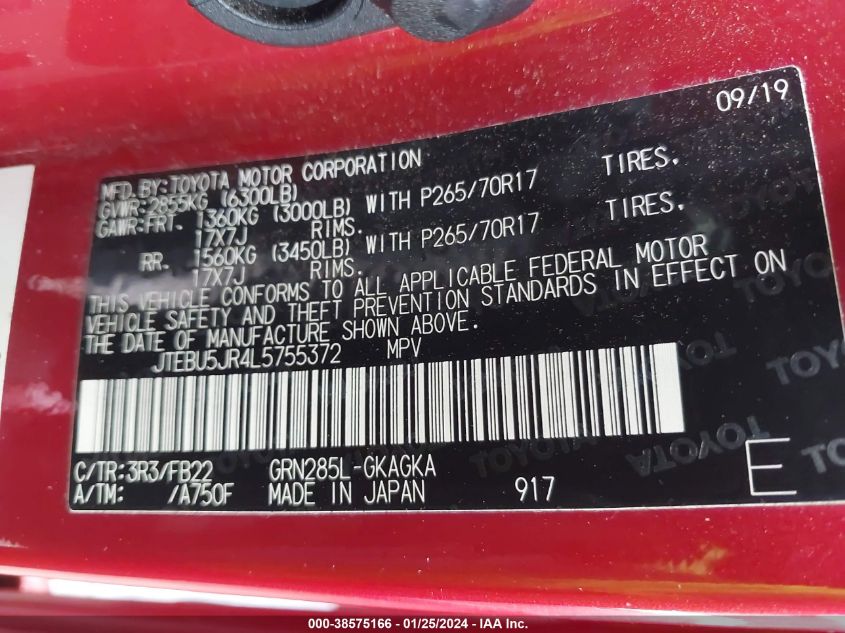 09/19
MFD.BY:TOYOTA MOTOR CORPORATION
GVWR:2855KG (6300LB)
GAWR:FRT. 1360KG (3000LB) WITH P265/70R17 TIRES,
17X7J RIMS.
RR. 1560KG (3450LB) WITH P265/70R17 TIRES,
17X7J RIMS.
THIS VEHICLE CONFORMS TO ALL APPLICABLE FEDERAL MOTOR
VEHICLE SAFETY AND THEFT PREVENTION STANDARDS IN EFFECT ON
THE DATE OF MANUFACTURE SHOWN ABOVE.
JTEBU5JR4L5755372 MPV
C/TR:3R3/FB22 GRN285L-GKAGKA
A/TM: /A750F MADE IN JAPAN 917 E
TOYOTA
TOYOTA
000-38575166 - 01/25/2024 - IAA Inc.